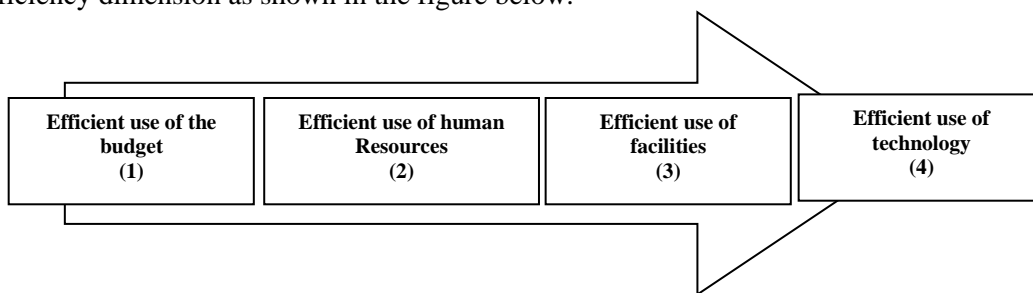 dimension as shown in the figure below.
Efficient use of the
budget
(1)
Efficient use of human
Resources
(2)
Efficient use of
facilities
(3)
Efficient use of
technology
(4)